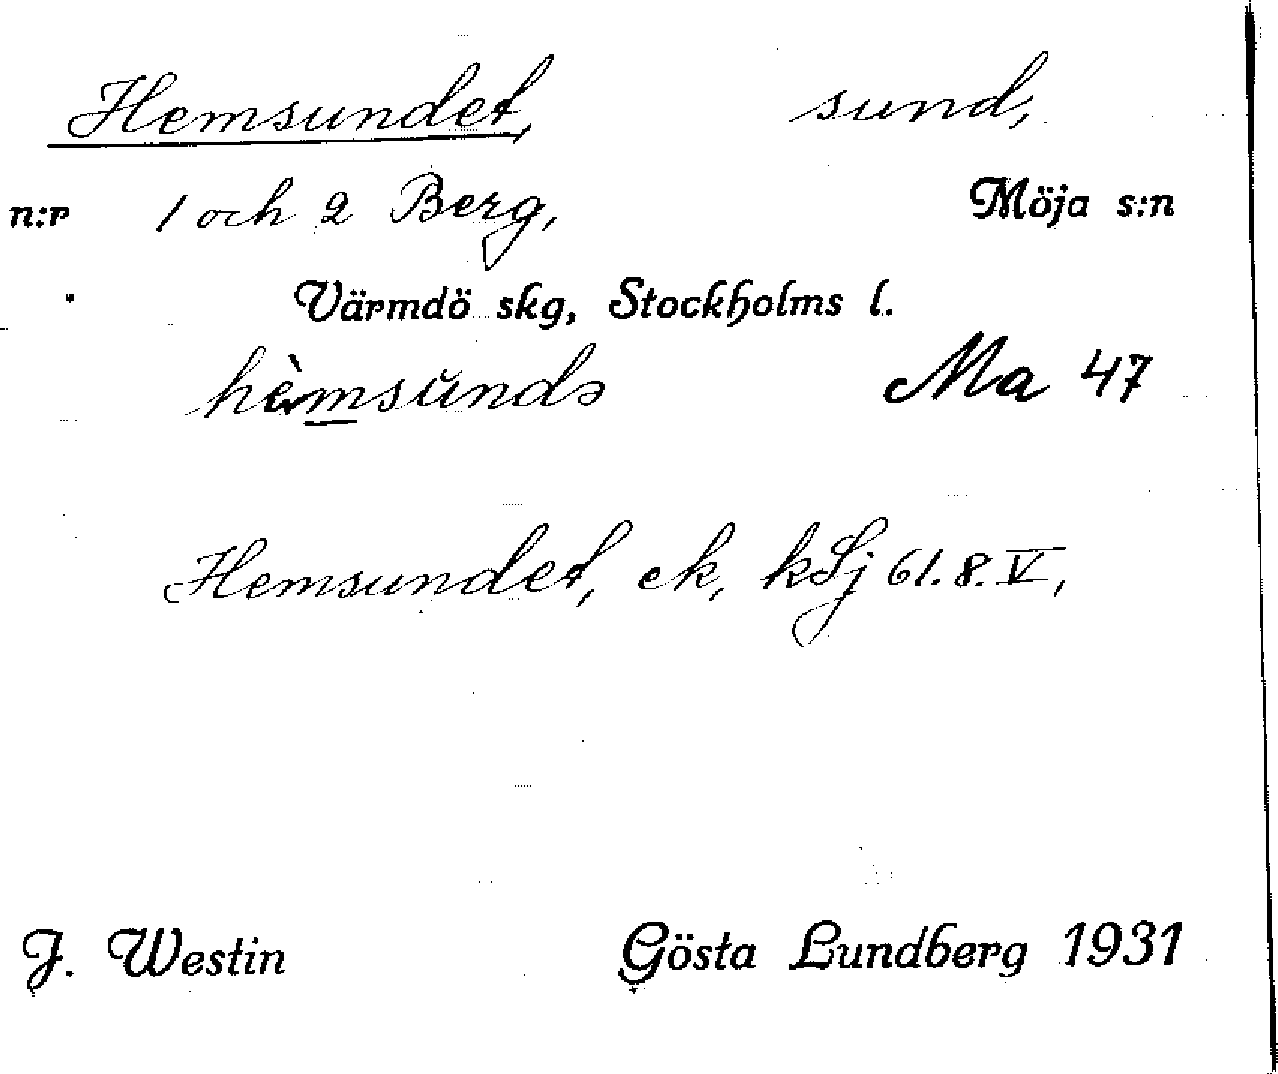 Hemsundet, sund,
n:r 1 och 2 Berg, Möja s:n
Värmdö skg, Stockholms l.
hèmsŭndə Ma 47
Hemsundet, ek, kSj 61.8.V,
J. Westin Gösta Lundberg 1931